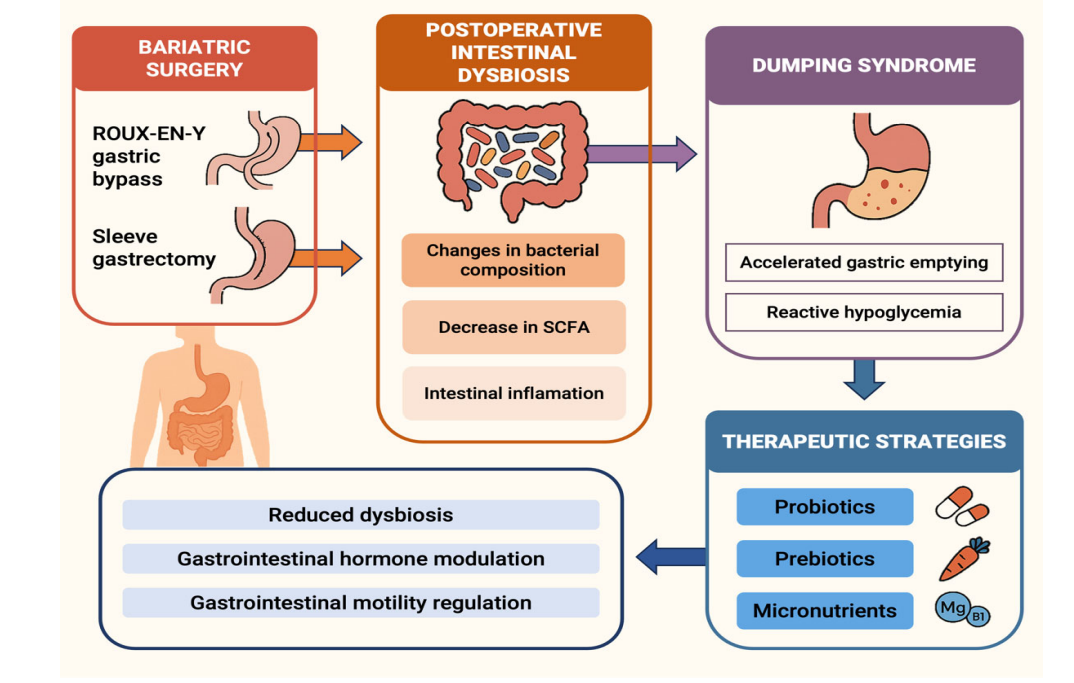 BARIATRIC
SURGERY
ROUX-EN-Y
gastric
bypass
Sleeve
gastrectomy
POSTOPERATIVE
INTESTINAL
DYSBIOSIS
Changes in bacterial
composition
Decrease in SCFA
Intestinal inflamation
DUMPING SYNDROME
Accelerated gastric emptying
Reactive hypoglycemia
THERAPEUTIC STRATEGIES
Probiotics
Prebiotics
Micronutrients
Mg
B1
Reduced dysbiosis
Gastrointestinal hormone modulation
Gastrointestinal motility regulation